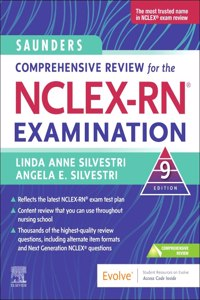 The most trusted name
in NCLEX® exam review
SAUNDERS
COMPREHENSIVE REVIEW for the
NCLEX-RN®
EXAMINATION
LINDA ANNE SILVESTRI
ANGELA E. SILVESTRI
9
EDITION
▸ Reflects the latest NCLEX-RN® exam test plan
▸ Content review that you can use throughout
nursing school
▸ Thousands of the highest-quality review
questions, including alternate item formats
and Next Generation NCLEX® questions
COMPREHENSIVE
REVIEW
ELSEVIER
Evolve®
Student Resources on Evolve
Access Code Inside